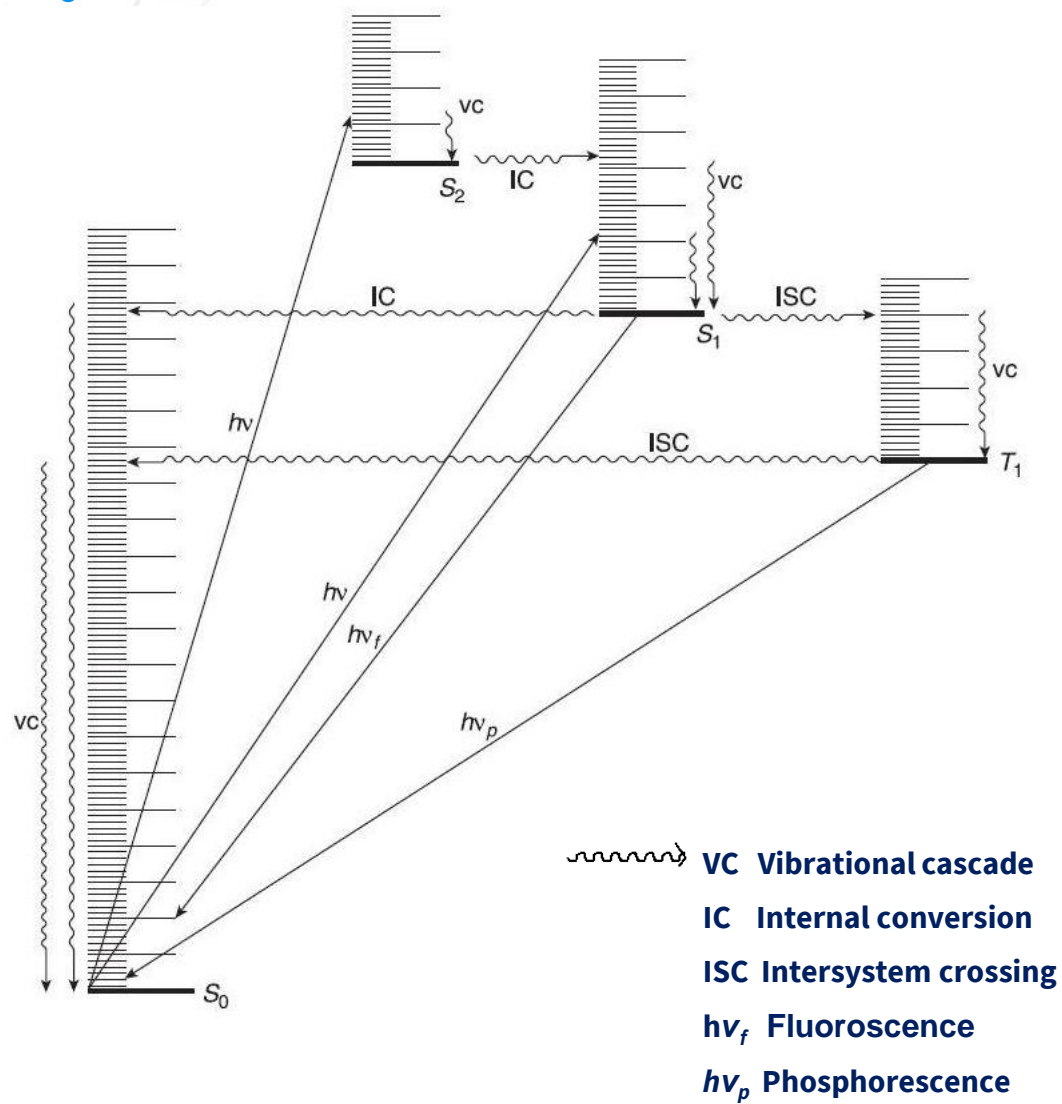 vc
S2
IC
vc
IC
ISC
S1
vc
hν
ISC
T1
hν
hνf
hνp
vc
S0
VC Vibrational cascade
IC Internal conversion
ISC Intersystem crossing
hνf Fluoroscence
hνp Phosphorescence